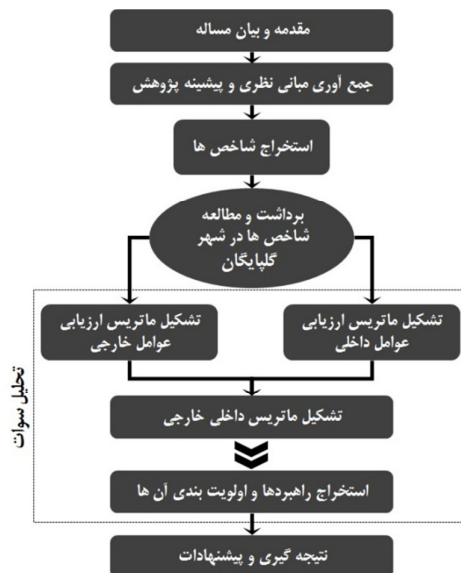 مقدمه و بیان مساله
جمع آوری مبانی نظری و پیشینه پژوهش
استخراج شاخص ها
برداشت و مطالعه
شاخص ها در شهر
گلپایگان
تشکیل ماتریس ارزیابی
عوامل داخلی
تشکیل ماتریس ارزیابی
عوامل خارجی
تحلیل سوات
تشکیل ماتریس داخلی خارجی
استخراج راهبردها و اولویت بندی آن ها
نتیجه گیری و پیشنهادات